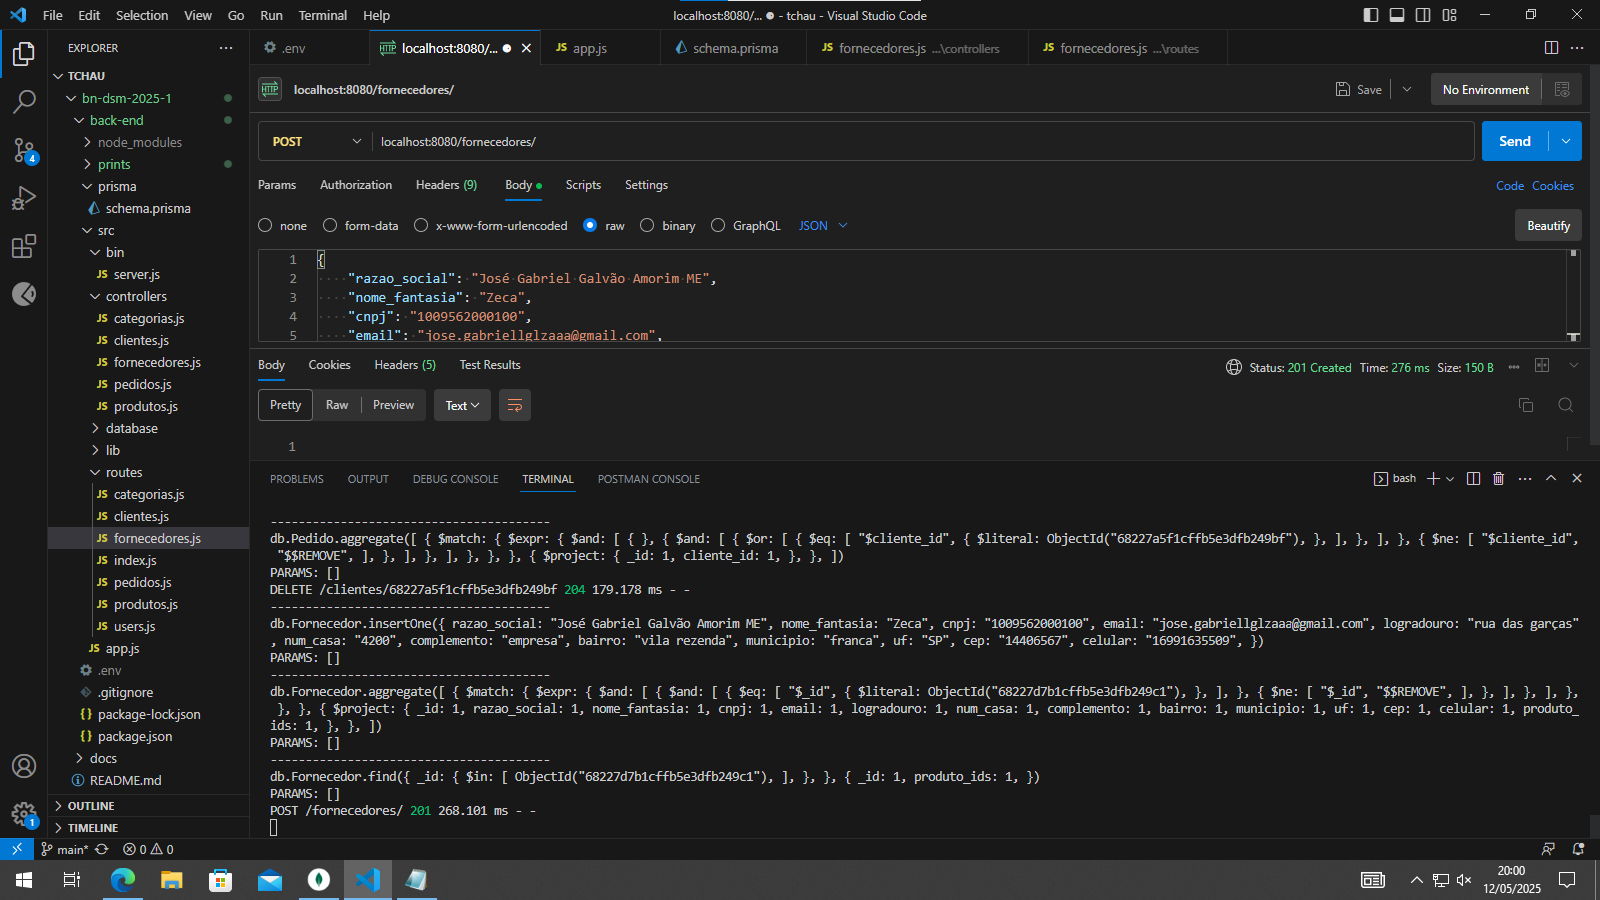 File Edit Selection View Go Run Terminal Help
localhost:8080/... ● - tchau - Visual Studio Code
EXPLORER
TCHAU
bn-dsm-2025-1
back-end
node_modules
prints
prisma
schema.prisma
src
bin
server.js
controllers
categorias.js
clientes.js
fornecedores.js
pedidos.js
produtos.js
database
lib
routes
categorias.js
clientes.js
fornecedores.js
index.js
pedidos.js
produtos.js
users.js
app.js
.env
.gitignore
package-lock.json
package.json
docs
README.md
OUTLINE
TIMELINE
4
1
.env
HTTP localhost:8080/... ●
JS app.js
schema.prisma
JS fornecedores.js ...\controllers
JS fornecedores.js ...\routes
HTTP localhost:8080/fornecedores/
Save
No Environment
POST localhost:8080/fornecedores/
Send
Params Authorization Headers (9) Body Scripts Settings
Code Cookies
none form-data x-www-form-urlencoded raw binary GraphQL JSON
Beautify
1 {
2 "razao_social": "José Gabriel Galvão Amorim ME",
3 "nome_fantasia": "Zeca",
4 "cnpj": "1009562000100",
5 "email": "jose.gabriellglzaaa@gmail.com",
Body Cookies Headers (5) Test Results
Status: 201 Created Time: 276 ms Size: 150 B
Pretty Raw Preview Text
1
PROBLEMS OUTPUT DEBUG CONSOLE TERMINAL POSTMAN CONSOLE
bash
----------------------------------------
db.Pedido.aggregate([ { $match: { $expr: { $and: [ { }, { $and: [ { $or: [ { $eq: [ "$cliente_id", { $literal: ObjectId("68227a5f1cffb5e3dfb249bf"), }, ], }, ], }, { $ne: [ "$cliente_id",
"$$REMOVE", ], }, ], }, ], }, }, }, { $project: { _id: 1, cliente_id: 1, }, }, ])
PARAMS: []
DELETE /clientes/68227a5f1cffb5e3dfb249bf 204 179.178 ms - -
----------------------------------------
db.Fornecedor.insertOne({ razao_social: "José Gabriel Galvão Amorim ME", nome_fantasia: "Zeca", cnpj: "1009562000100", email: "jose.gabriellglzaaa@gmail.com", logradouro: "rua das garças"
, num_casa: "4200", complemento: "empresa", bairro: "vila rezenda", municipio: "franca", uf: "SP", cep: "14406567", celular: "16991635509", })
PARAMS: []
----------------------------------------
db.Fornecedor.aggregate([ { $match: { $expr: { $and: [ { $and: [ { $eq: [ "$_id", { $literal: ObjectId("68227d7b1cffb5e3dfb249c1"), }, ], }, { $ne: [ "$_id", "$$REMOVE", ], }, ], }, ], },
}, }, { $project: { _id: 1, razao_social: 1, nome_fantasia: 1, cnpj: 1, email: 1, logradouro: 1, num_casa: 1, complemento: 1, bairro: 1, municipio: 1, uf: 1, cep: 1, celular: 1, produto_
ids: 1, }, }, ])
PARAMS: []
----------------------------------------
db.Fornecedor.find({ _id: { $in: [ ObjectId("68227d7b1cffb5e3dfb249c1"), ], }, }, { _id: 1, produto_ids: 1, })
PARAMS: []
POST /fornecedores/ 201 268.101 ms - -
main* 0 0
20:00
12/05/2025